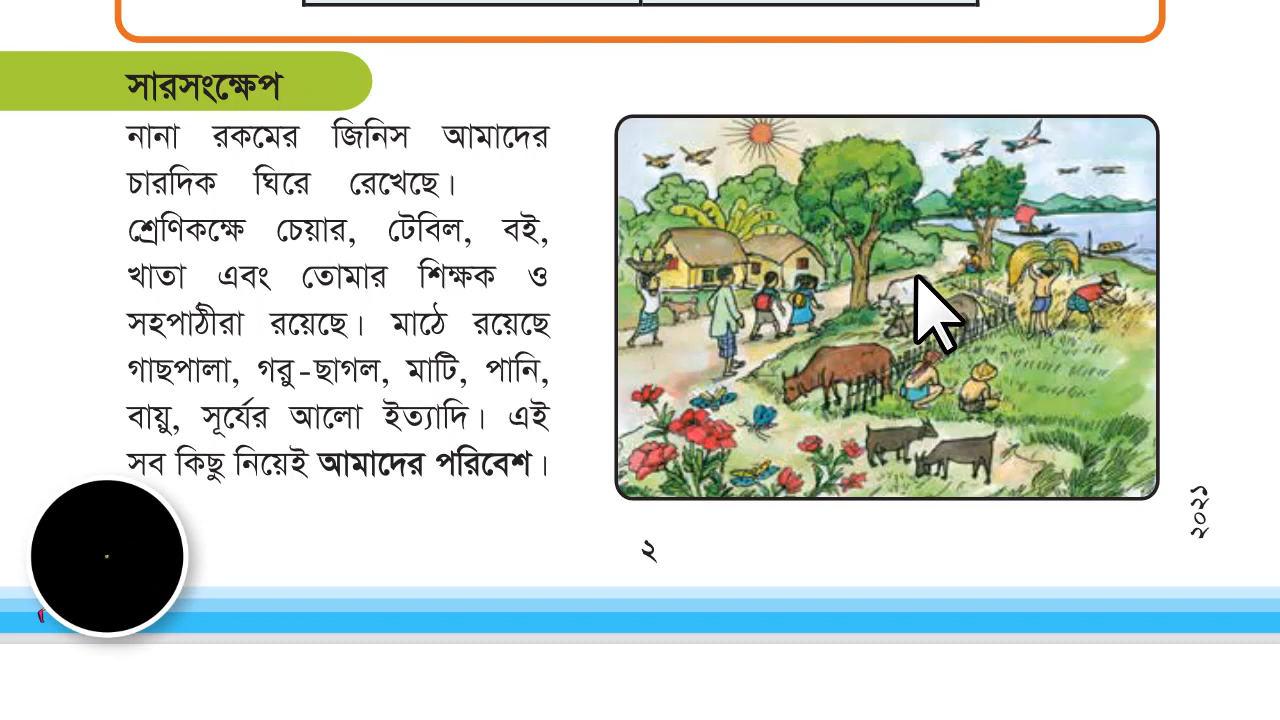 সারসংক্ষেপ
নানা রকমের জিনিস আমাদের
চারদিক ঘিরে রেখেছে।
শ্রেণিকক্ষে চেয়ার, টেবিল, বই,
খাতা এবং তোমার শিক্ষক ও
সহপাঠীরা রয়েছে। মাঠে রয়েছে
গাছপালা, গরু-ছাগল, মাটি, পানি,
বায়ু, সূর্যের আলো ইত্যাদি। এই
সব কিছু নিয়েই আমাদের পরিবেশ।
২
২০২১